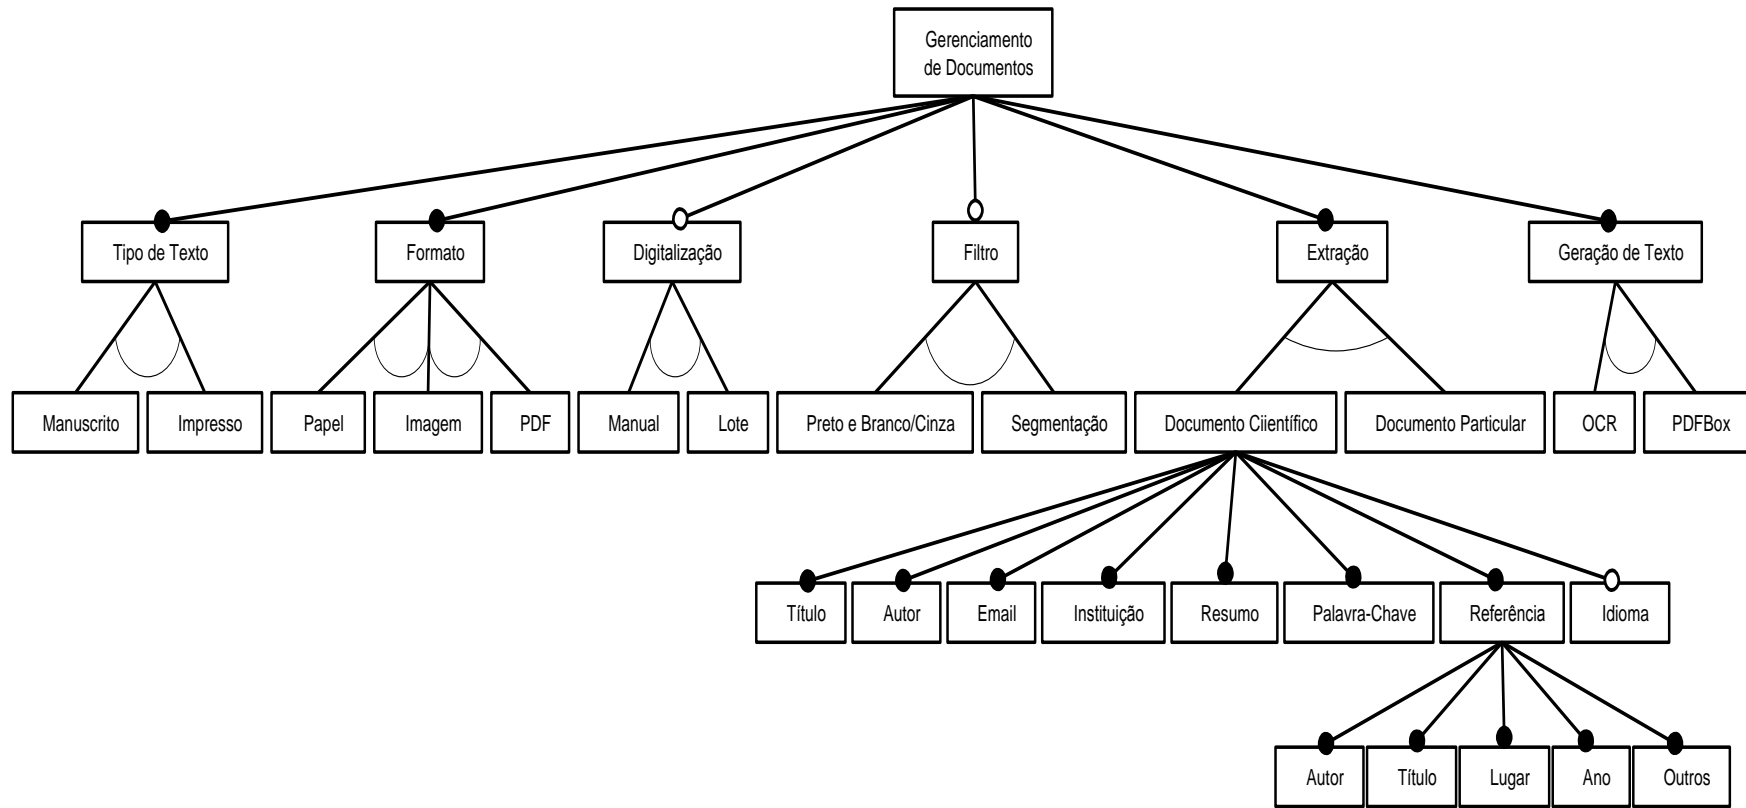 Gerenciamento
de Documentos
Tipo de Texto
Formato
Digitalização
Filtro
Extração
Geração de Texto
Manuscrito
Impresso
Papel
Imagem
PDF
Manual
Lote
Preto e Branco/Cinza
Segmentação
Documento Ciientífico
Documento Particular
OCR
PDFBox
Título
Autor
Email
Instituição
Resumo
Palavra-Chave
Referência
Idioma
Autor
Título
Lugar
Ano
Outros